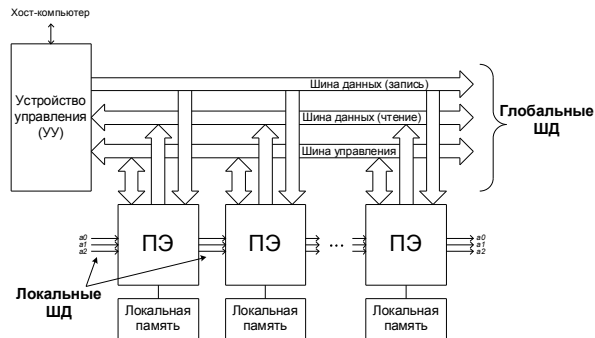 Хост-компьютер
Устройство
управления
(УУ)
Шина данных (запись)
Шина данных (чтение)
Шина управления
Глобальные
ШД
a0
a1
a2
ПЭ
ПЭ
...
ПЭ
a0
a1
a2
Локальные
ШД
Локальная
память
Локальная
память
Локальная
память